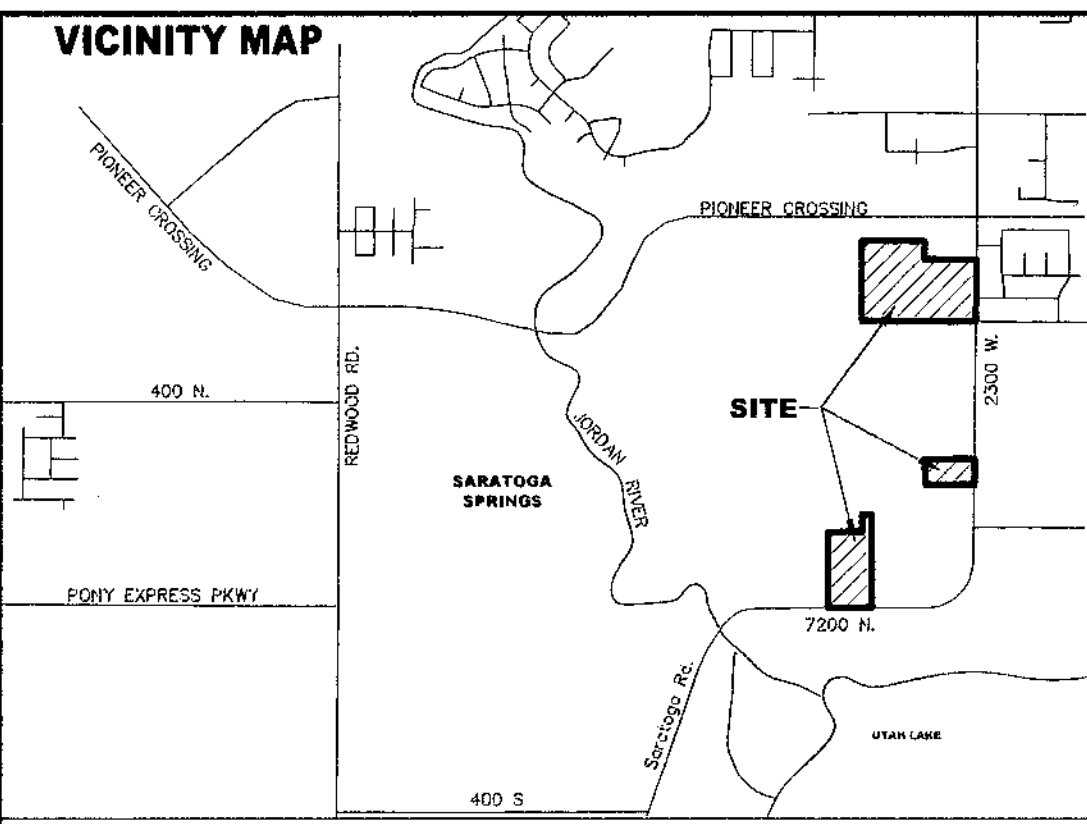 VICINITY MAP
PIONEER CROSSING
PIONEER CROSSING
2300 W.
REDWOOD RD.
400 N.
SITE
JORDAN RIVER
SARATOGA
SPRINGS
PONY EXPRESS PKWY
7200 N.
Saratoga Rd.
UTAH LAKE
400 S